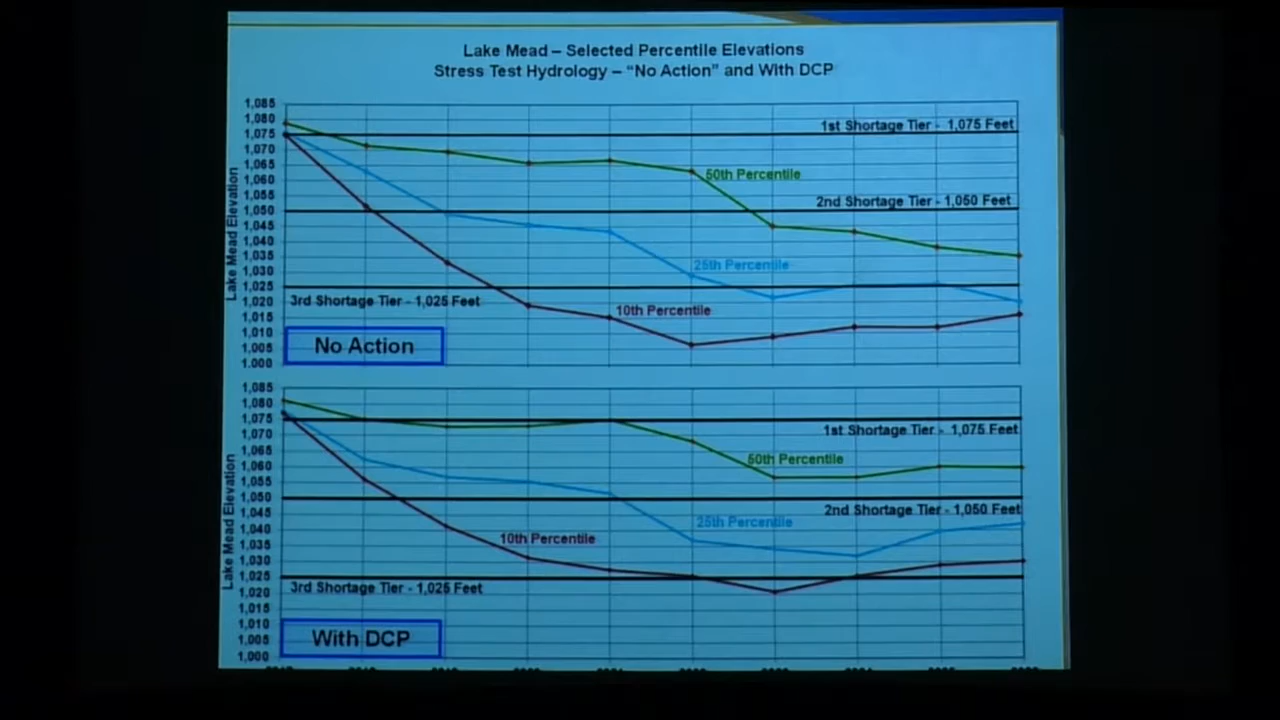 Lake Mead – Selected Percentile Elevations
Stress Test Hydrology – “No Action” and With DCP
1,085
1,080
1,075
1,070
1,065
1,060
1,055
1,050
1,045
1,040
1,035
1,030
1,025
1,020
1,015
1,010
1,005
1,000
Lake Mead Elevation
1st Shortage Tier - 1,075 Feet
50th Percentile
2nd Shortage Tier - 1,050 Feet
25th Percentile
3rd Shortage Tier - 1,025 Feet
10th Percentile
No Action
1,085
1,080
1,075
1,070
1,065
1,060
1,055
1,050
1,045
1,040
1,035
1,030
1,025
1,020
1,015
1,010
1,005
1,000
Lake Mead Elevation
1st Shortage Tier - 1,075 Feet
50th Percentile
2nd Shortage Tier - 1,050 Feet
25th Percentile
10th Percentile
3rd Shortage Tier - 1,025 Feet
With DCP